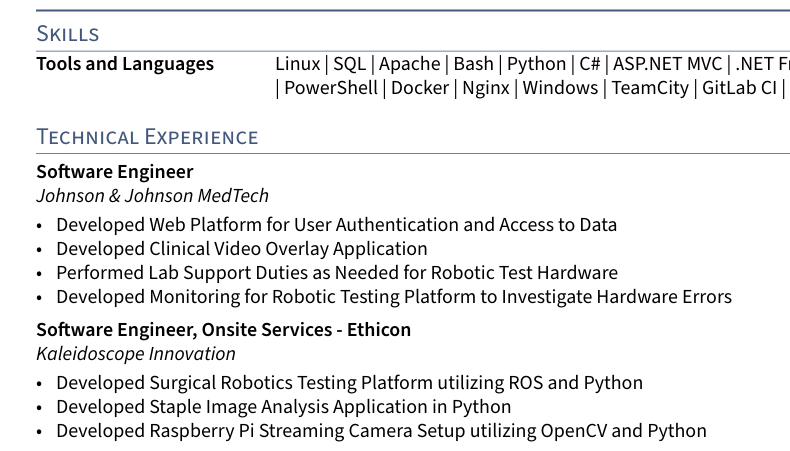 Skills
Tools and Languages Linux | SQL | Apache | Bash | Python | C# | ASP.NET MVC | .NET
| PowerShell | Docker | Nginx | Windows | TeamCity | GitLab CI |
Technical Experience
Software Engineer
Johnson & Johnson MedTech
• Developed Web Platform for User Authentication and Access to Data
• Developed Clinical Video Overlay Application
• Performed Lab Support Duties as Needed for Robotic Test Hardware
• Developed Monitoring for Robotic Testing Platform to Investigate Hardware Errors
Software Engineer, Onsite Services - Ethicon
Kaleidoscope Innovation
• Developed Surgical Robotics Testing Platform utilizing ROS and Python
• Developed Staple Image Analysis Application in Python
• Developed Raspberry Pi Streaming Camera Setup utilizing OpenCV and Python